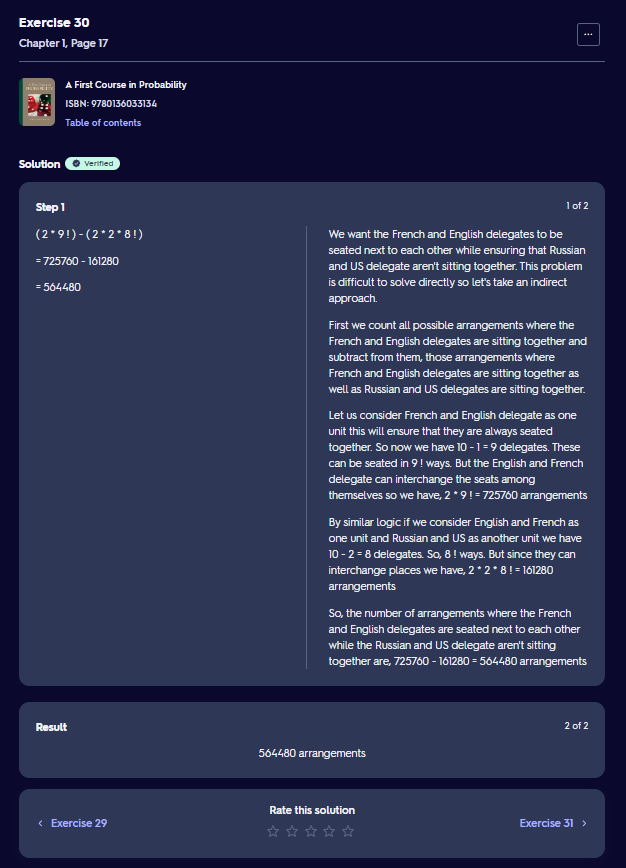 Exercise 30
Chapter 1, Page 17
...
A First Course in Probability
ISBN: 9780136033134
Table of contents
Solution
Verified
Step 1
1 of 2
( 2 * 9 ! ) - ( 2 * 2 * 8 ! )
= 725760 - 161280
= 564480
We want the French and English delegates to be
seated next to each other while ensuring that Russian
and US delegate aren't sitting together. This problem
is difficult to solve directly so let's take an indirect
approach.
First we count all possible arrangements where the
French and English delegates are sitting together and
subtract from them, those arrangements where
French and English delegates are sitting together as
well as Russian and US delegates are sitting together.
Let us consider French and English delegate as one
unit this will ensure that they are always seated
together. So now we have 10 - 1 = 9 delegates. These
can be seated in 9 ! ways. But the English and French
delegate can interchange the seats among
themselves so we have, 2 * 9 ! = 725760 arrangements
By similar logic if we consider English and French as
one unit and Russian and US as another unit we have
10 - 2 = 8 delegates. So, 8 ! ways. But since they can
interchange places we have, 2 * 2 * 8 ! = 161280
arrangements
So, the number of arrangements where the French
and English delegates are seated next to each other
while the Russian and US delegate aren't sitting
together are, 725760 - 161280 = 564480 arrangements
Result
2 of 2
564480 arrangements
Rate this solution
Exercise 29
Exercise 31